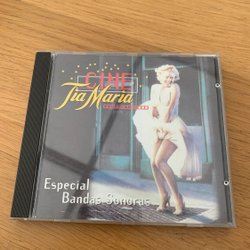 CINE
Tia Maria
Especial
Bandas Sonoras